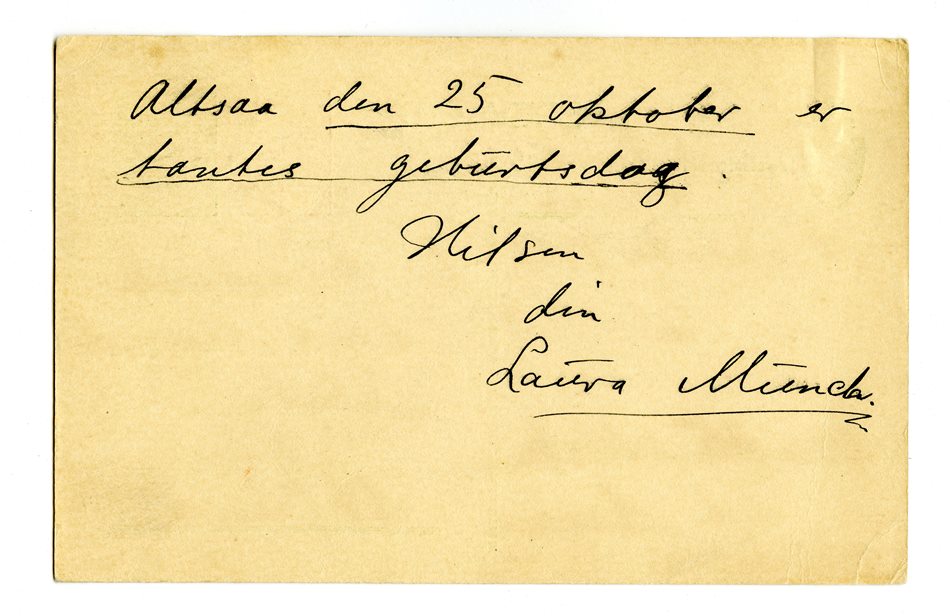 Altsaa den 25 oktober er
tantes geburtsdag.
Hilsen
din
Laura Munch.